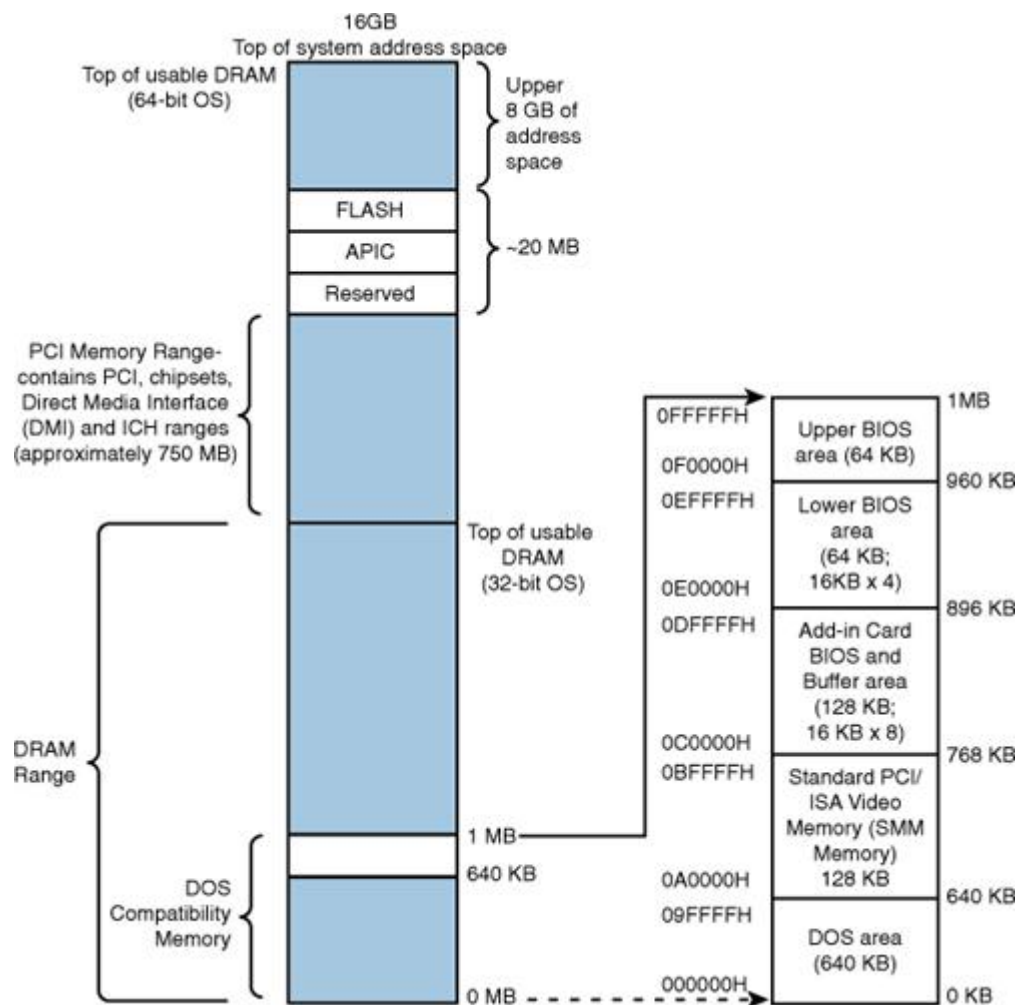 16GB
Top of system address space
Top of usable DRAM
(64-bit OS)
Upper
8 GB of
address
space
FLASH
APIC
Reserved
~20 MB
PCI Memory Range-
contains PCI, chipsets,
Direct Media Interface
(DMI) and ICH ranges
(approximately 750 MB)
Top of usable
DRAM
(32-bit OS)
DRAM
Range
1 MB
640 KB
DOS
Compatibility
Memory
0 MB
0FFFFFH
0F0000H
0EFFFFH
0E0000H
0DFFFFH
0C0000H
0BFFFFH
0A0000H
09FFFFH
000000H
Upper BIOS
area (64 KB)
Lower BIOS
area
(64 KB;
16KB x 4)
Add-in Card
BIOS and
Buffer area
(128 KB;
16 KB x 8)
Standard PCI/
ISA Video
Memory (SMM
Memory)
128 KB
DOS area
(640 KB)
1MB
960 KB
896 KB
768 KB
640 KB
0 KB